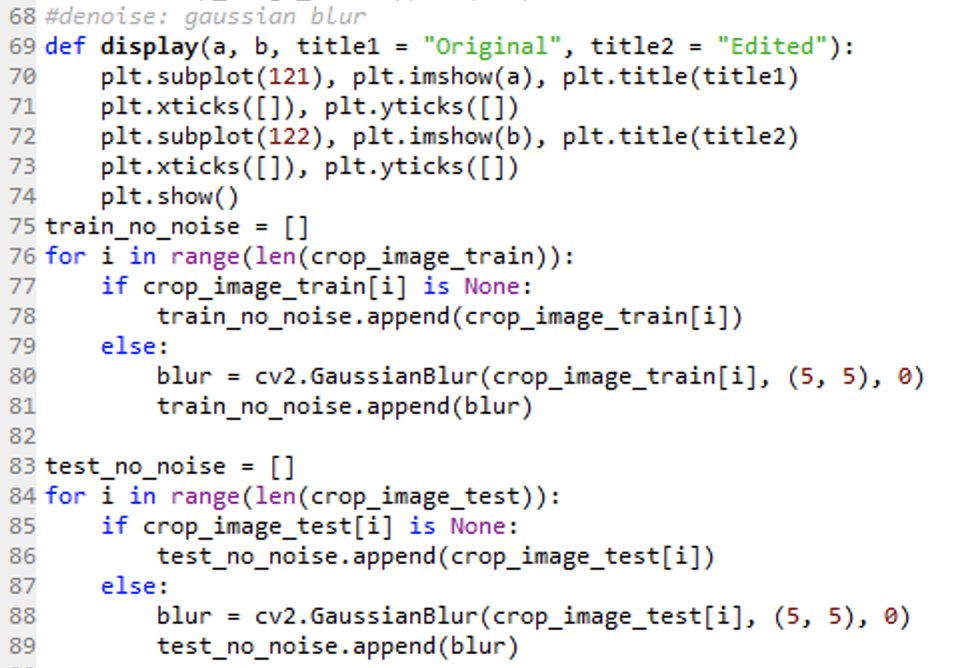 68 #denoise: gaussian blur
69 def display(a, b, title1 = "Original", title2 = "Edited"):
70     plt.subplot(121), plt.imshow(a), plt.title(title1)
71     plt.xticks([]), plt.yticks([])
72     plt.subplot(122), plt.imshow(b), plt.title(title2)
73     plt.xticks([]), plt.yticks([])
74     plt.show()
75 train_no_noise = []
76 for i in range(len(crop_image_train)):
77     if crop_image_train[i] is None:
78         train_no_noise.append(crop_image_train[i])
79     else:
80         blur = cv2.GaussianBlur(crop_image_train[i], (5, 5), 0)
81         train_no_noise.append(blur)
82
83 test_no_noise = []
84 for i in range(len(crop_image_test)):
85     if crop_image_test[i] is None:
86         test_no_noise.append(crop_image_test[i])
87     else:
88         blur = cv2.GaussianBlur(crop_image_test[i], (5, 5), 0)
89         test_no_noise.append(blur)